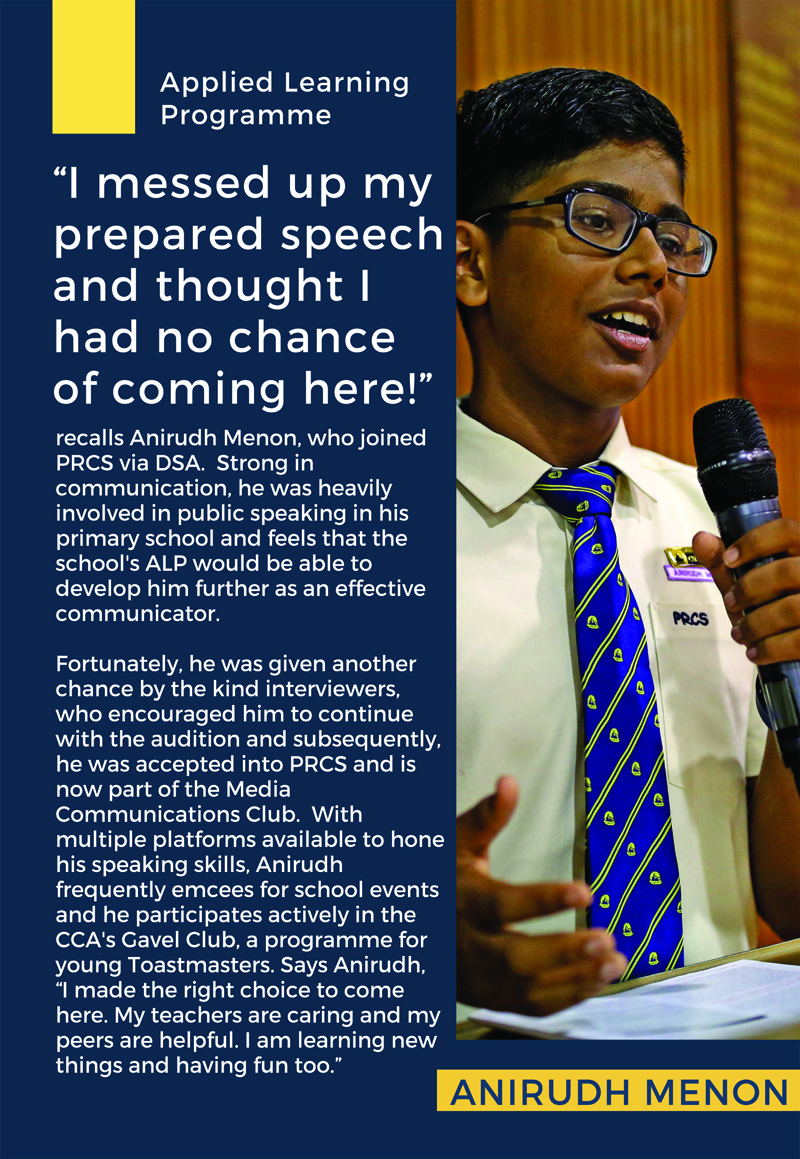 Applied Learning
Programme
“I messed up my
prepared speech
and thought I
had no chance
of coming here!”
recalls Anirudh Menon, who joined
PRCS via DSA.  Strong in
communication, he was heavily
involved in public speaking in his
primary school and feels that the
school's ALP would be able to
develop him further as an effective
communicator.
Fortunately, he was given another
chance by the kind interviewers,
who encouraged him to continue
with the audition and subsequently,
he was accepted into PRCS and is
now part of the Media
Communications Club.  With
multiple platforms available to hone
his speaking skills, Anirudh
frequently emcees for school events
and he participates actively in the
CCA's Gavel Club, a programme for
young Toastmasters. Says Anirudh,
“I made the right choice to come
here. My teachers are caring and my
peers are helpful. I am learning new
things and having fun too.”
ANIRUDH
PRCS
ANIRUDH MENON